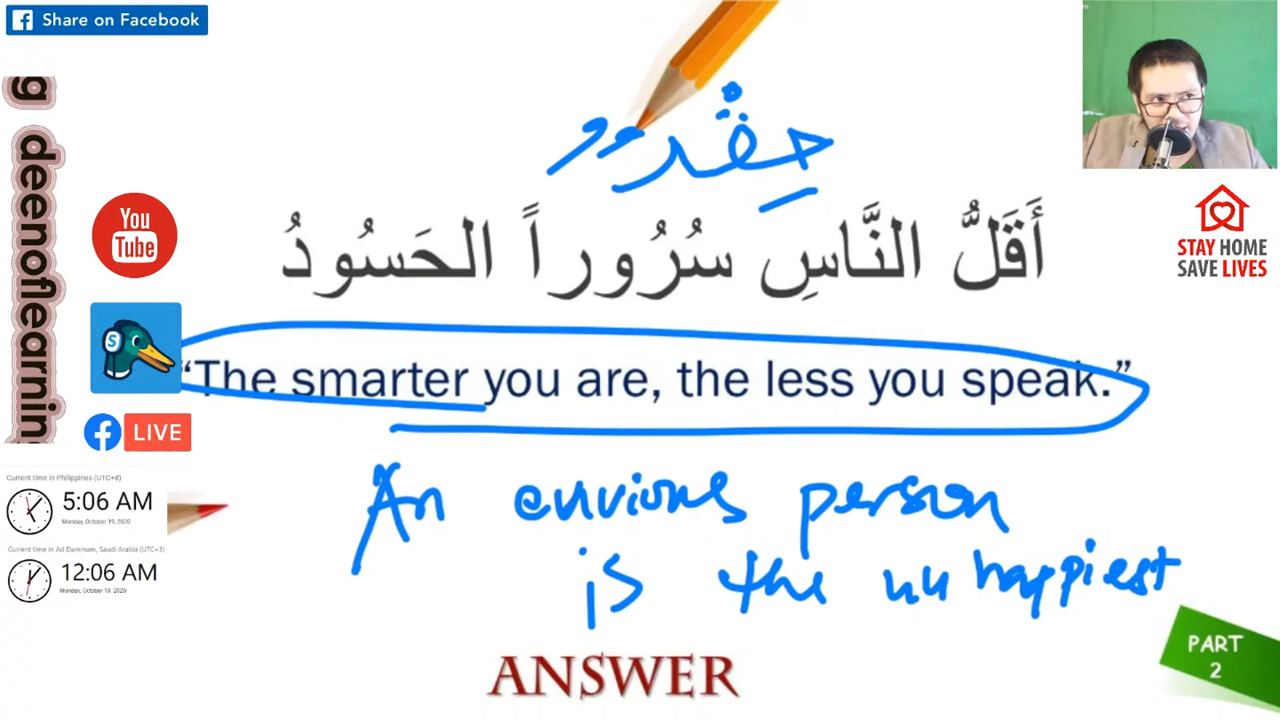 Share on Facebook
g deenoflearning
You
Tube
حِقْد
أَقَلُّ النَّاسِ سُرُوراً الحَسُودُ
STAY HOME
SAVE LIVES
“The smarter you are, the less you speak.”
LIVE
An envious person
is the unhappiest
Current time in Philippines (UTC+8)
5:06 AM
Monday, October 19, 2020
Current time in Ad Dammam, Saudi Arabia (UTC+3)
12:06 AM
Monday, October 19, 2020
ANSWER
PART
2